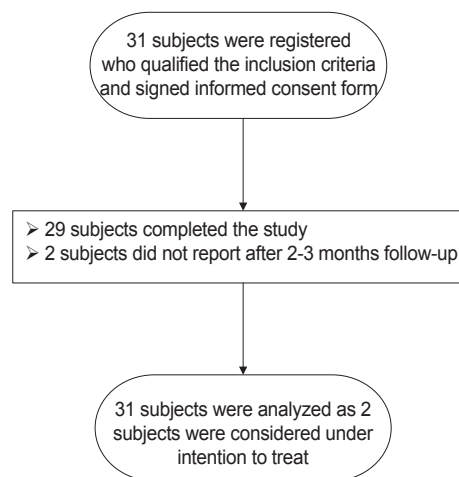 31 subjects were registered
who qualified the inclusion criteria
and signed informed consent form
➢ 29 subjects completed the study
➢ 2 subjects did not report after 2-3 months follow-up
31 subjects were analyzed as 2
subjects were considered under
intention to treat